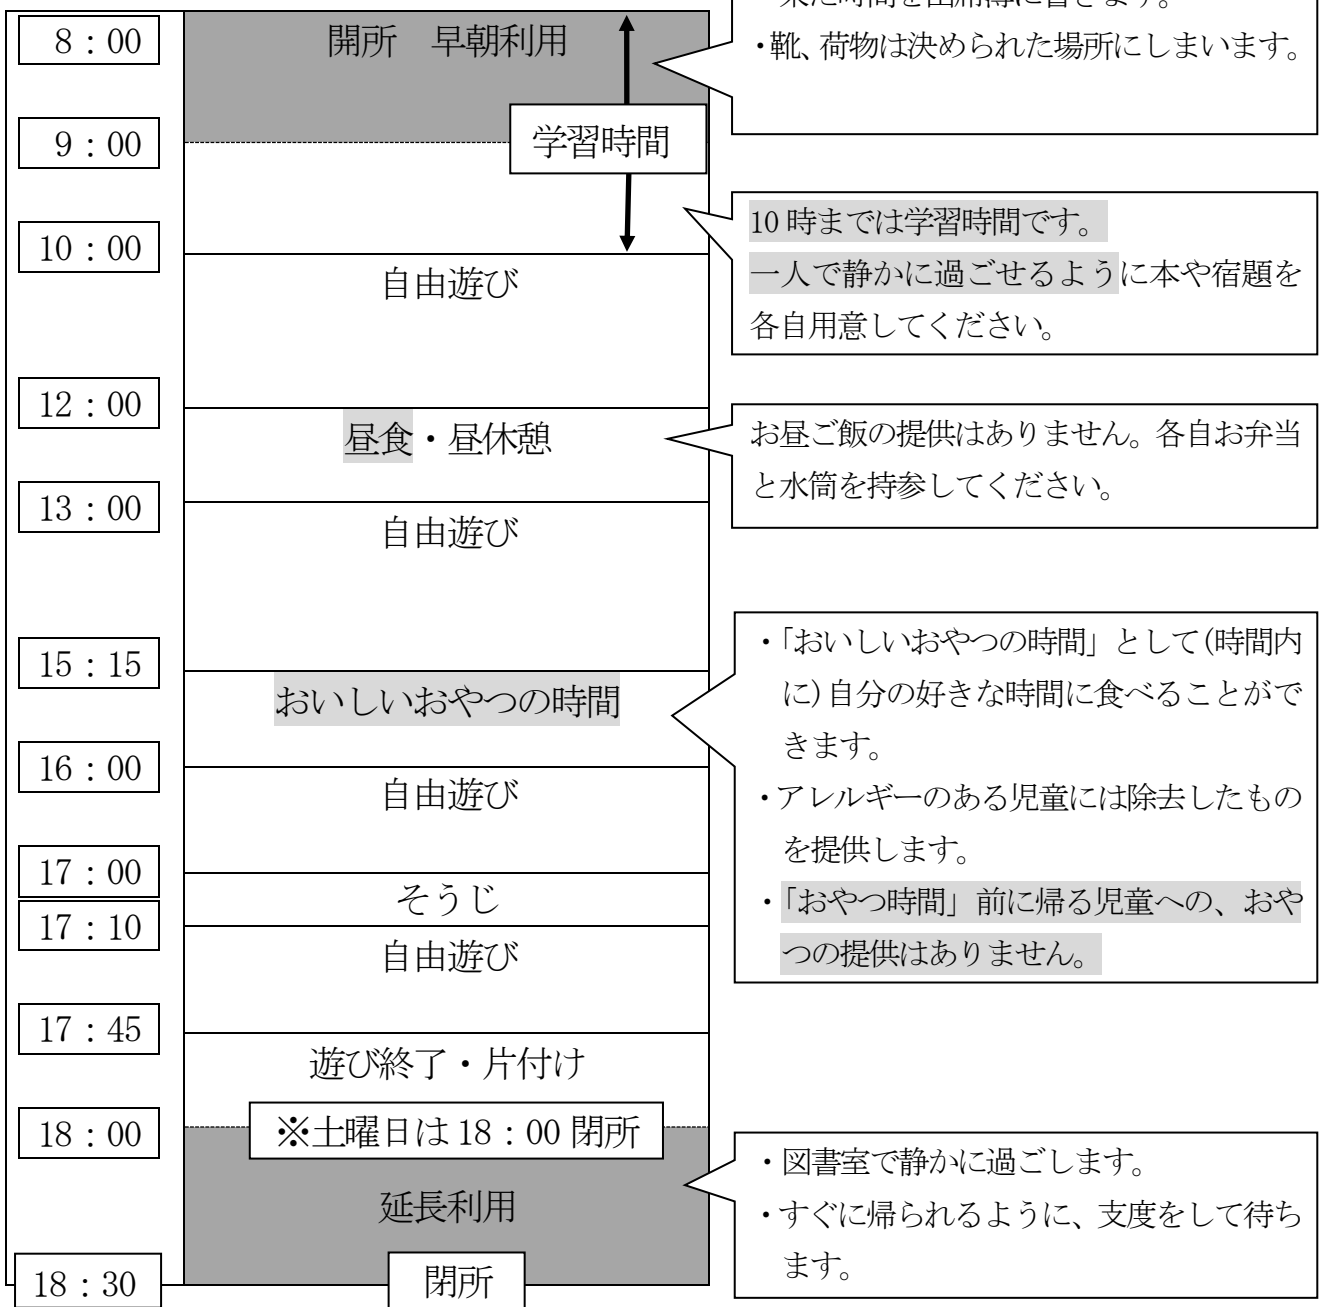 来た時間を出席簿に書きます。
8：00
開所　早朝利用
・靴、荷物は決められた場所にしまいます。
9：00
学習時間
10：00
10時までは学習時間です。
一人で静かに過ごせるように本や宿題を
各自用意してください。
自由遊び
12：00
昼食・昼休憩
お昼ご飯の提供はありません。各自お弁当
と水筒を持参してください。
13：00
自由遊び
15：15
おいしいおやつの時間
・「おいしいおやつの時間」として(時間内
に)自分の好きな時間に食べることがで
きます。
・アレルギーのある児童には除去したもの
を提供します。
・「おやつ時間」前に帰る児童への、おや
つの提供はありません。
16：00
自由遊び
17：00
そうじ
17：10
自由遊び
17：45
遊び終了・片付け
18：00
※土曜日は18：00閉所
延長利用
・図書室で静かに過ごします。
・すぐに帰られるように、支度をして待ち
ます。
18：30
閉所